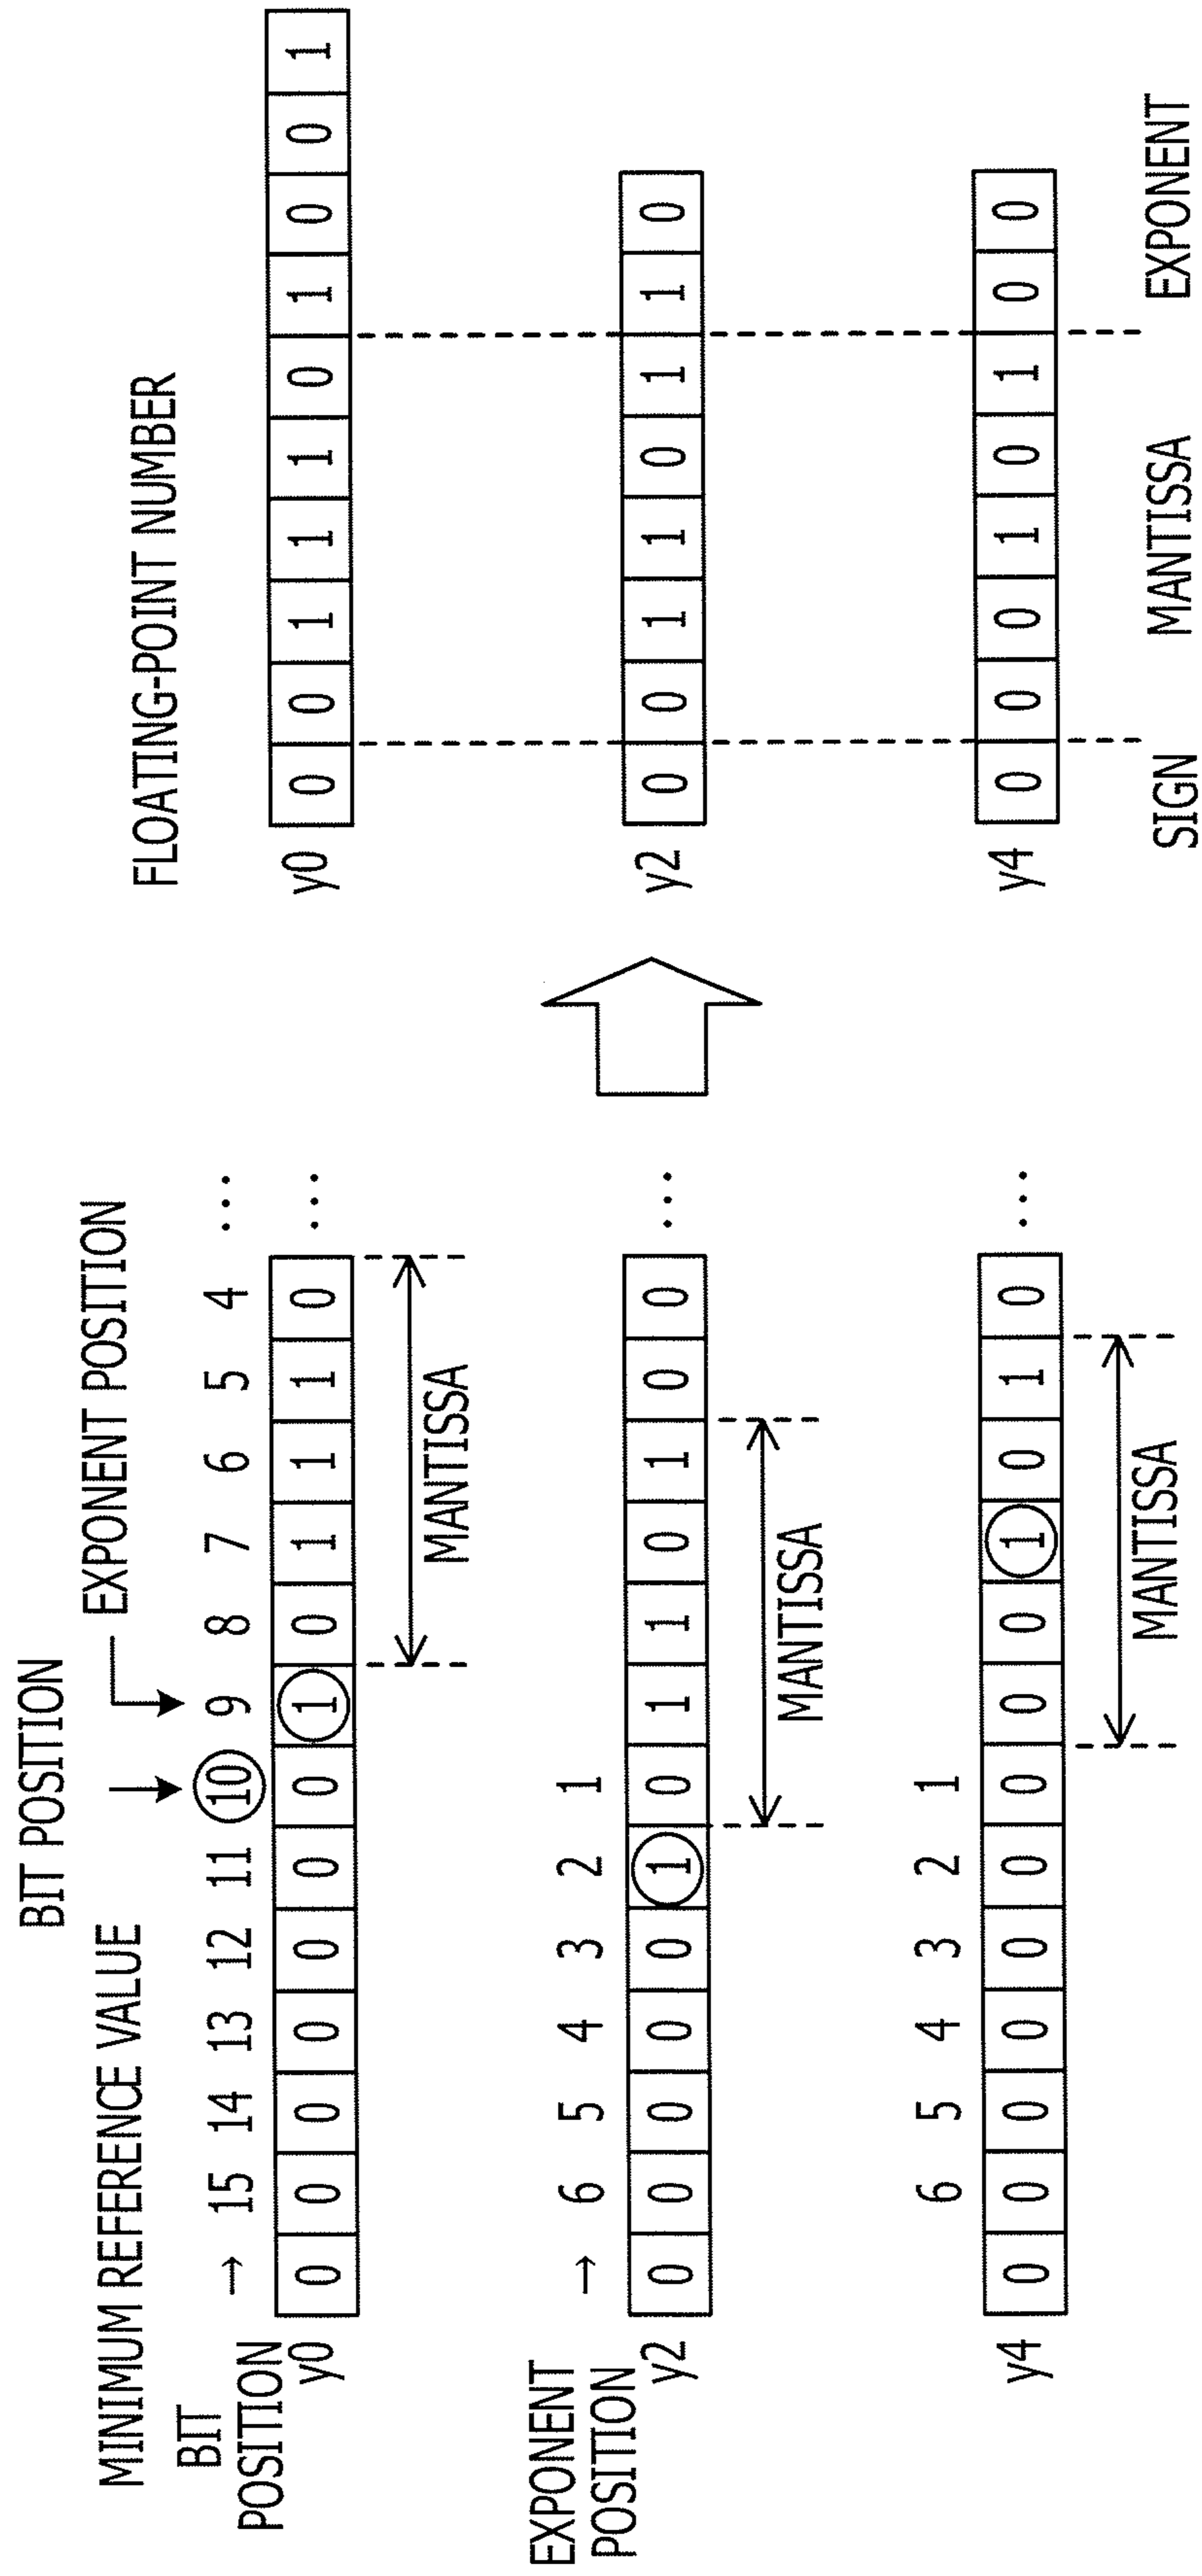 BIT POSITION
MINIMUM REFERENCE VALUE
EXPONENT POSITION
BIT
POSITION
→ 15 14 13 12 11 10 9 8 7 6 5 4 ...
y0 0 0 0 0 0 0 0 1 0 1 1 1 0 ...
MANTISSA
EXPONENT
POSITION
→ 6 5 4 3 2 1
y2 0 0 0 0 0 1 0 1 1 0 1 0 0 ...
MANTISSA
6 5 4 3 2 1
y4 0 0 0 0 0 0 0 0 0 1 0 1 0 ...
MANTISSA
FLOATING-POINT NUMBER
y0 0 0 1 1 1 0 1 0 0 1
y2 0 0 1 1 0 1 1 0
y4 0 0 0 1 0 1 0 0
SIGN MANTISSA EXPONENT